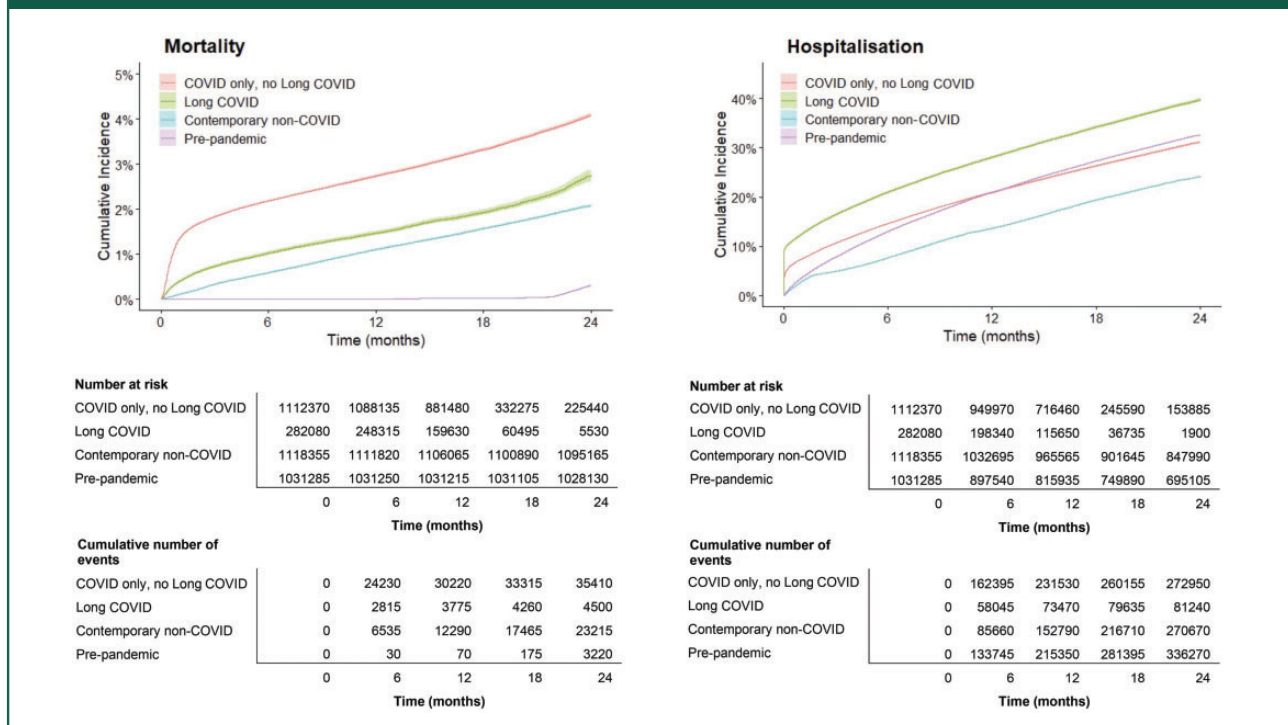 Mortality
5%
4%
3%
2%
1%
0%
Cumulative Incidence
COVID only, no Long COVID
Long COVID
Contemporary non-COVID
Pre-pandemic
0 6 12 18 24
Time (months)
Number at risk
COVID only, no Long COVID 1112370 1088135 881480 332275 225440
Long COVID 282080 248315 159630 60495 5530
Contemporary non-COVID 1118355 1111820 1106065 1100890 1095165
Pre-pandemic 1031285 1031250 1031215 1031105 1028130
0 6 12 18 24
Time (months)
Cumulative number of
events
COVID only, no Long COVID 0 24230 30220 33315 35410
Long COVID 0 2815 3775 4260 4500
Contemporary non-COVID 0 6535 12290 17465 23215
Pre-pandemic 0 30 70 175 3220
0 6 12 18 24
Time (months)
Hospitalisation
40%
30%
20%
10%
0%
Cumulative Incidence
COVID only, no Long COVID
Long COVID
Contemporary non-COVID
Pre-pandemic
0 6 12 18 24
Time (months)
Number at risk
COVID only, no Long COVID 1112370 949970 716460 245590 153885
Long COVID 282080 198340 115650 36735 1900
Contemporary non-COVID 1118355 1032695 965565 901645 847990
Pre-pandemic 1031285 897540 815935 749890 695105
0 6 12 18 24
Time (months)
Cumulative number of
events
COVID only, no Long COVID 0 162395 231530 260155 272950
Long COVID 0 58045 73470 79635 81240
Contemporary non-COVID 0 85660 152790 216710 270670
Pre-pandemic 0 133745 215350 281395 336270
0 6 12 18 24
Time (months)